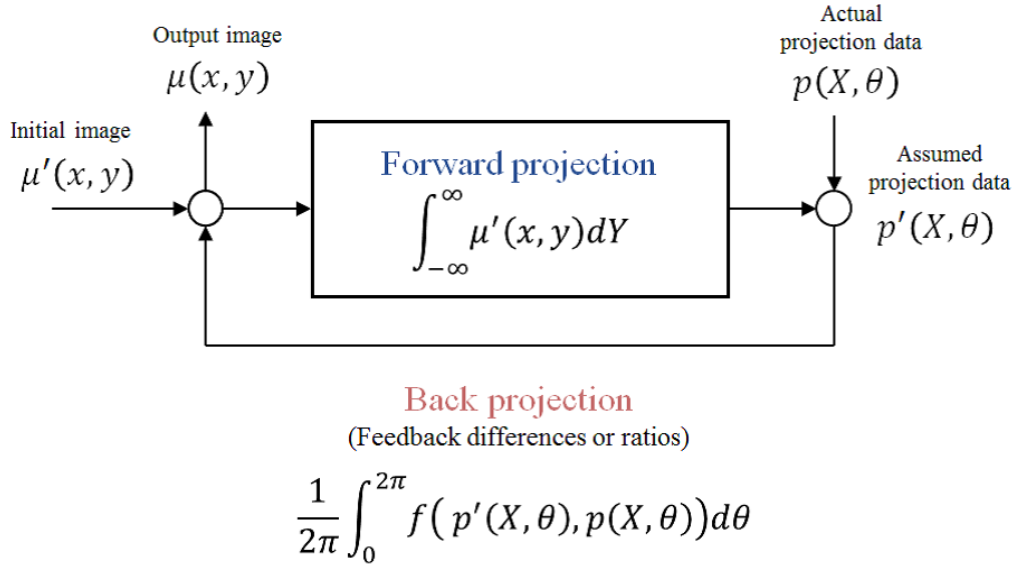 Output image
μ(x, y)
Initial image
μ′(x, y)
Actual
projection data
p(X, θ)
Forward projection
∫_{−∞}^{∞} μ′(x, y)dY
Assumed
projection data
p′(X, θ)
Back projection
(Feedback differences or ratios)
1/2π ∫_0^{2π} f( p′(X, θ), p(X, θ))dθ